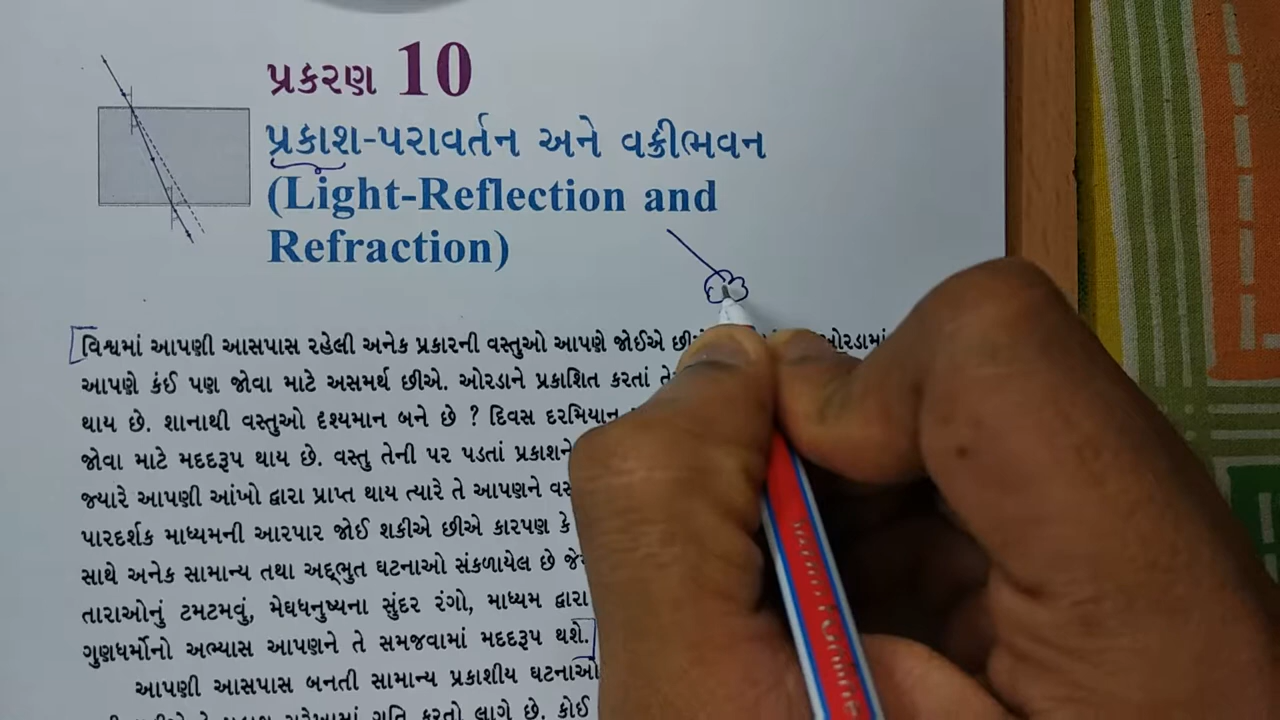 પ્રકરણ 10
પ્રકાશ-પરાવર્તન અને વક્રીભવન
(Light-Reflection and
Refraction)
વિશ્વમાં આપણી આસપાસ રહેલી અનેક પ્રકારની વસ્તુઓ આપણે જોઈએ ઓરડામાં
આપણે કંઈ પણ જોવા માટે અસમર્થ છીએ. ઓરડાને પ્રકાશિત કરતાં
થાય છે. શાનાથી વસ્તુઓ દૃશ્યમાન બને છે ? દિવસ દરમિયાન
જોવા માટે મદદરૂપ થાય છે. વસ્તુ તેની પર પડતાં પ્રકાશને
જ્યારે આપણી આંખો દ્વારા પ્રાપ્ત થાય ત્યારે તે આપણને
પારદર્શક માધ્યમની આરપાર જોઈ શકીએ છીએ કારણ કે
સાથે અનેક સામાન્ય તથા અદ્ભુત ઘટનાઓ સંકળાયેલ છે
તારાઓનું ટમટમવું, મેઘધનુષ્યના સુંદર રંગો, માધ્યમ દ્વારા
ગુણધર્મોનો અભ્યાસ આપણને તે સમજવામાં મદદરૂપ થશે.
આપણી આસપાસ બનતી સામાન્ય પ્રકાશીય ઘટનાઓ
ગતિ કરતો લાગે છે. કોઈ